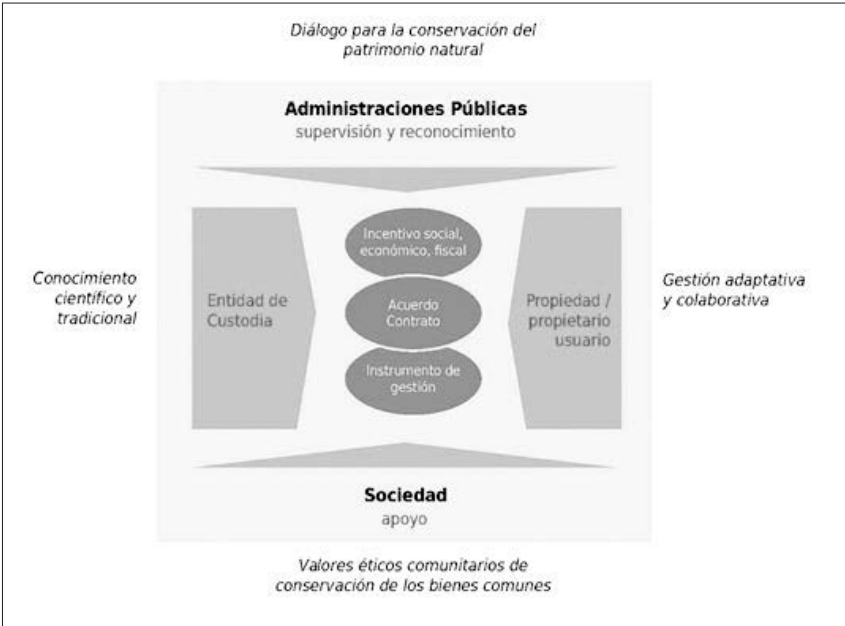 Diálogo para la conservación del
patrimonio natural
Administraciones Públicas
supervisión y reconocimiento
Conocimiento
científico y
tradicional
Entidad de
Custodia
Incentivo social,
económico, fiscal
Acuerdo
Contrato
Instrumento de
gestión
Propiedad /
propietario
usuario
Gestión adaptativa
y colaborativa
Sociedad
apoyo
Valores éticos comunitarios de
conservación de los bienes comunes